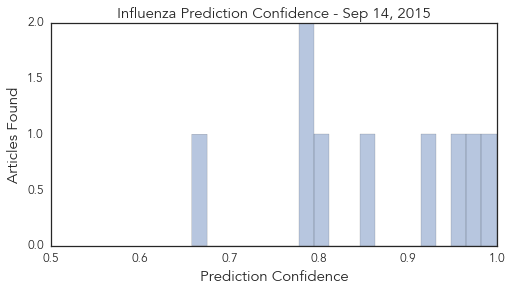 Influenza Prediction Confidence - Sep 14, 2015
2.0
1.5
1.0
0.5
0.0
Articles Found
0.5 0.6 0.7 0.8 0.9 1.0
Prediction Confidence